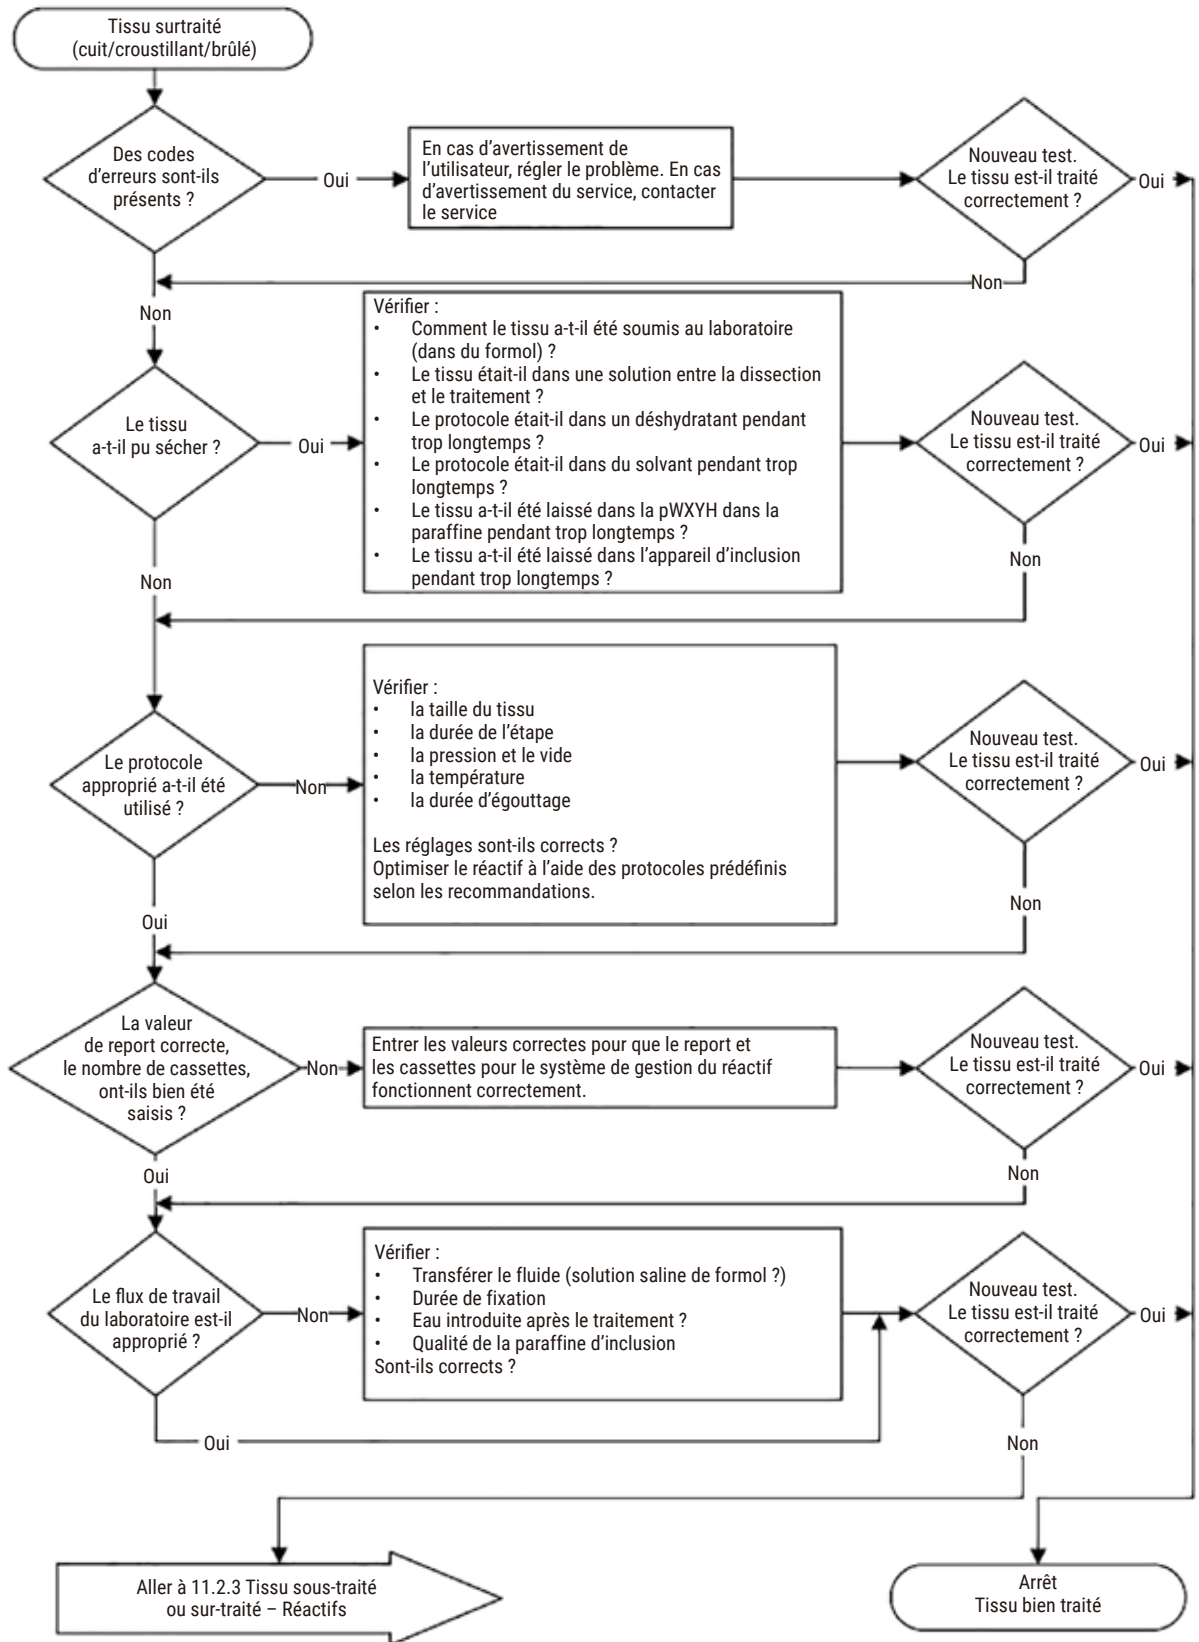 Tissu surtraité
(cuit/croustillant/brûlé)
Des codes
d'erreurs sont-ils
présents ?
Oui
En cas d'avertissement de
l'utilisateur, régler le problème. En cas
d'avertissement du service, contacter
le service
Nouveau test.
Le tissu est-il traité
correctement ?
Oui
Non
Non
Le tissu
a-t-il pu sécher ?
Oui
Vérifier :
• Comment le tissu a-t-il été soumis au laboratoire
(dans du formol) ?
• Le tissu était-il dans une solution entre la dissection
et le traitement ?
• Le protocole était-il dans un déshydratant pendant
trop longtemps ?
• Le protocole était-il dans du solvant pendant trop
longtemps ?
• Le tissu a-t-il été laissé dans la pWXYH dans la
paraffine pendant trop longtemps ?
• Le tissu a-t-il été laissé dans l'appareil d'inclusion
pendant trop longtemps ?
Nouveau test.
Le tissu est-il traité
correctement ?
Oui
Non
Non
Le protocole
approprié a-t-il été
utilisé ?
Non
Vérifier :
• la taille du tissu
• la durée de l'étape
• la pression et le vide
• la température
• la durée d'égouttage
Les réglages sont-ils corrects ?
Optimiser le réactif à l'aide des protocoles prédéfinis
selon les recommandations.
Nouveau test.
Le tissu est-il traité
correctement ?
Oui
Non
Oui
La valeur
de report correcte,
le nombre de cassettes,
ont-ils bien été
saisis ?
Non
Entrer les valeurs correctes pour que le report et
les cassettes pour le système de gestion du réactif
fonctionnent correctement.
Nouveau test.
Le tissu est-il traité
correctement ?
Oui
Non
Oui
Le flux de travail
du laboratoire est-il
approprié ?
Non
Vérifier :
• Transférer le fluide (solution saline de formol ?)
• Durée de fixation
• Eau introduite après le traitement ?
• Qualité de la paraffine d'inclusion
Sont-ils corrects ?
Nouveau test.
Le tissu est-il traité
correctement ?
Oui
Oui
Non
Aller à 11.2.3 Tissu sous-traité
ou sur-traité – Réactifs
Arrêt
Tissu bien traité